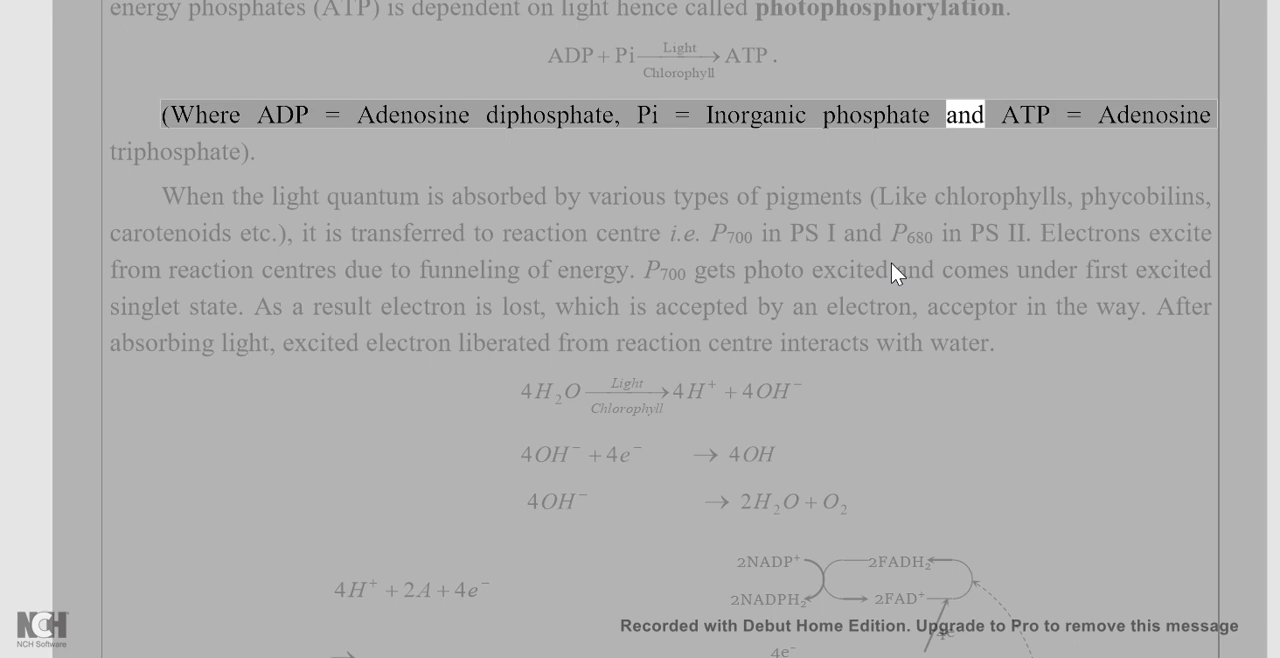 energy phosphates (ATP) is dependent on light hence called photophosphorylation.
ADP + Pi Light Chlorophyll → ATP .
(Where ADP = Adenosine diphosphate, Pi = Inorganic phosphate and ATP = Adenosine
triphosphate).
When the light quantum is absorbed by various types of pigments (Like chlorophylls, phycobilins,
carotenoids etc.), it is transferred to reaction centre i.e. P700 in PS I and P680 in PS II. Electrons excite
from reaction centres due to funneling of energy. P700 gets photo excited and comes under first excited
singlet state. As a result electron is lost, which is accepted by an electron, acceptor in the way. After
absorbing light, excited electron liberated from reaction centre interacts with water.
4H₂O Light Chlorophyll → 4H⁺ + 4OH⁻
4OH⁻ + 4e⁻ → 4OH
4OH⁻ → 2H₂O + O₂
2NADP⁺ 2FADH₂
4H⁺ + 2A + 4e⁻
2NADPH₂ → 2FAD⁺
4e⁻
4e⁻
NCH
NCH Software
Recorded with Debut Home Edition. Upgrade to Pro to remove this message